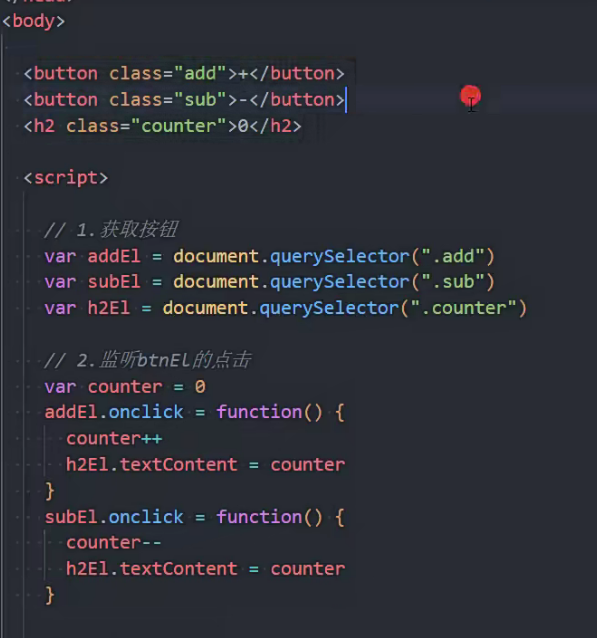 <body>
<button class="add">+</button>
<button class="sub">-</button>
<h2 class="counter">0</h2>
<script>
// 1.获取按钮
var addEl = document.querySelector(".add")
var subEl = document.querySelector(".sub")
var h2El = document.querySelector(".counter")
// 2.监听btnEl的点击
var counter = 0
addEl.onclick = function() {
counter++
h2El.textContent = counter
}
subEl.onclick = function() {
counter--
h2El.textContent = counter
}